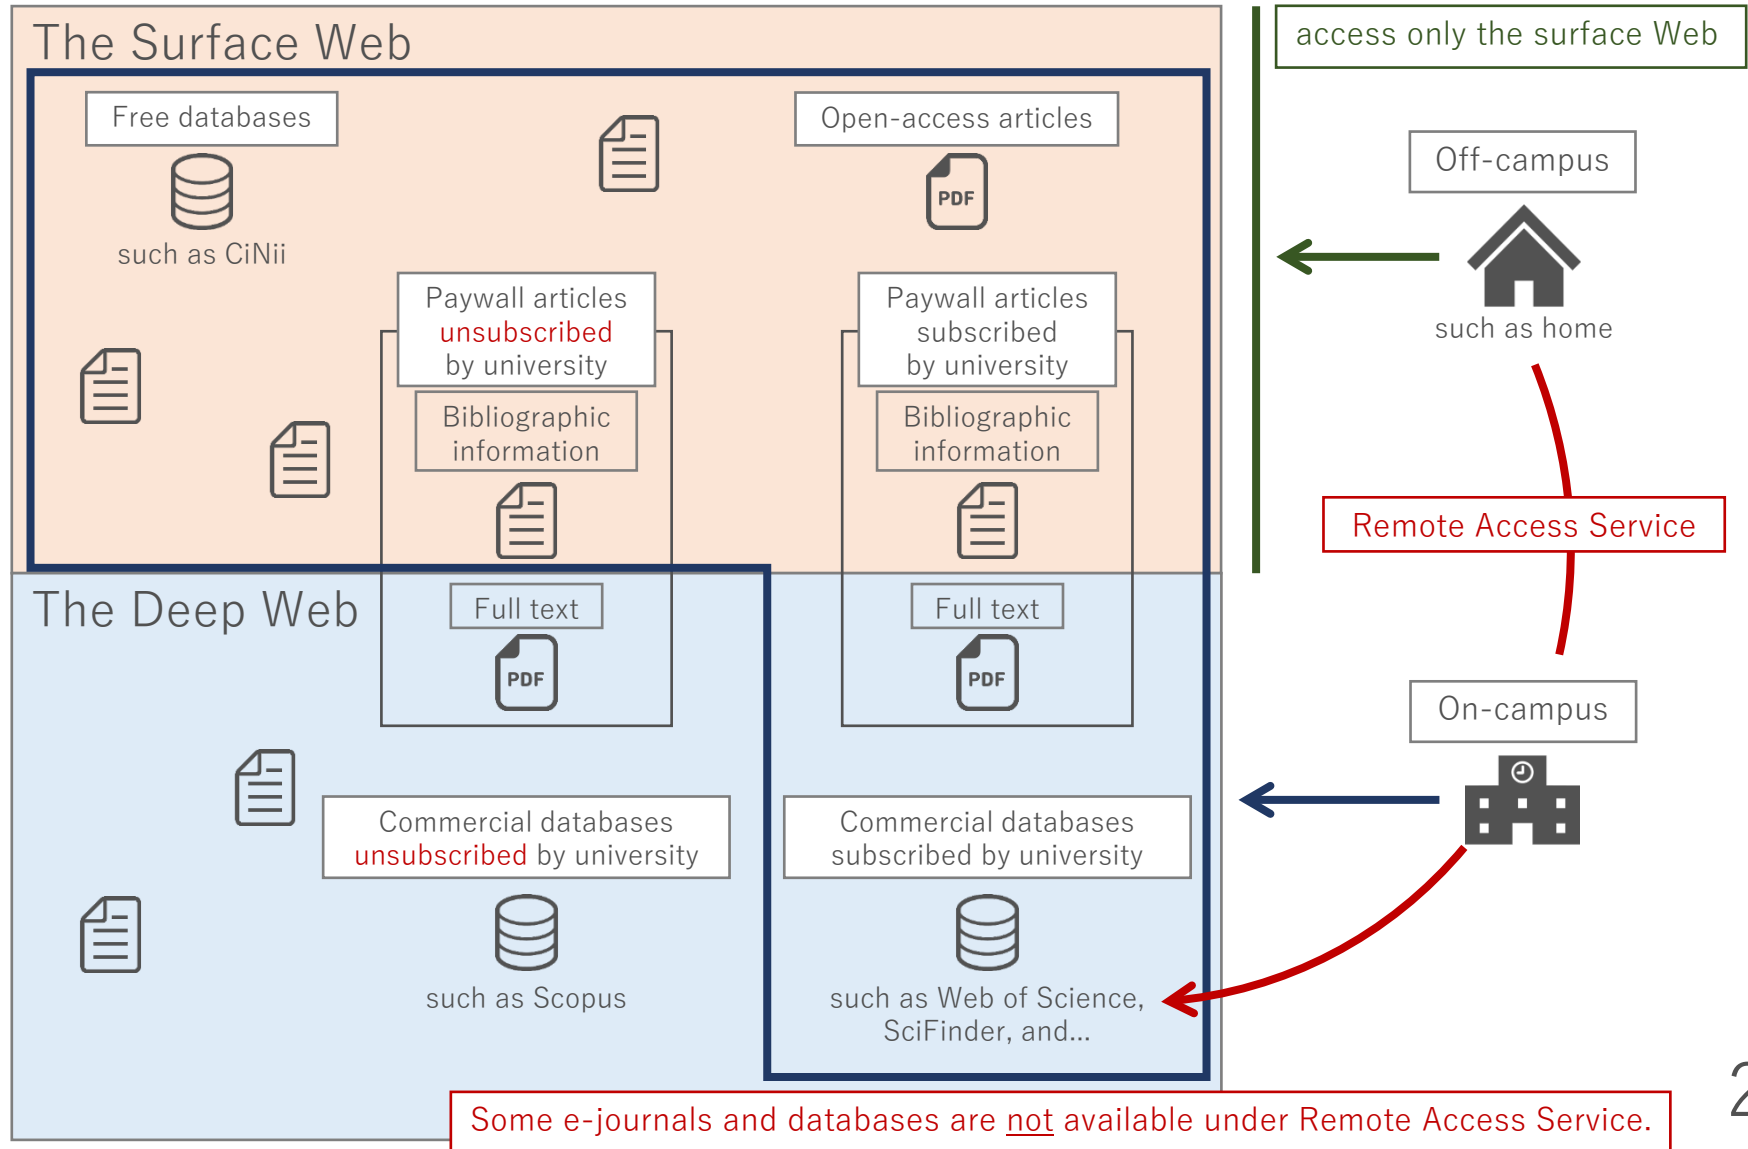 The Surface Web
access only the surface Web
Free databases
such as CiNii
Open-access articles
PDF
Off-campus
such as home
Paywall articles
unsubscribed
by university
Bibliographic
information
Paywall articles
subscribed
by university
Bibliographic
information
Remote Access Service
The Deep Web
Full text
PDF
Full text
PDF
On-campus
Commercial databases
unsubscribed by university
such as Scopus
Commercial databases
subscribed by university
such as Web of Science,
SciFinder, and...
Some e-journals and databases are not available under Remote Access Service.
2